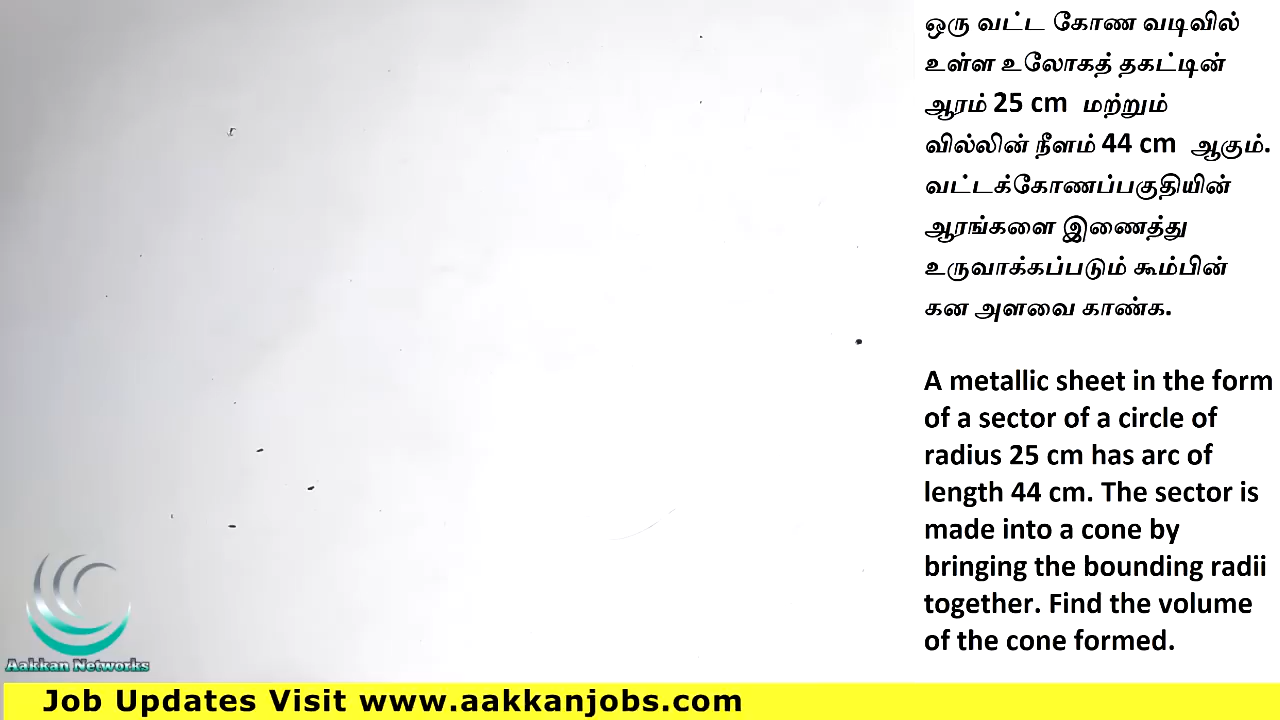 ஒரு வட்ட கோண வடிவில்
உள்ள உலோகத் தகட்டின்
ஆரம் 25 cm மற்றும்
வில்லின் நீளம் 44 cm ஆகும்.
வட்டக்கோணப்பகுதியின்
ஆரங்களை இணைத்து
உருவாக்கப்படும் கூம்பின்
கன அளவை காண்க.
A metallic sheet in the form
of a sector of a circle of
radius 25 cm has arc of
length 44 cm. The sector is
made into a cone by
bringing the bounding radii
together. Find the volume
of the cone formed.
Aakkan Networks
Job Updates Visit www.aakkanjobs.com